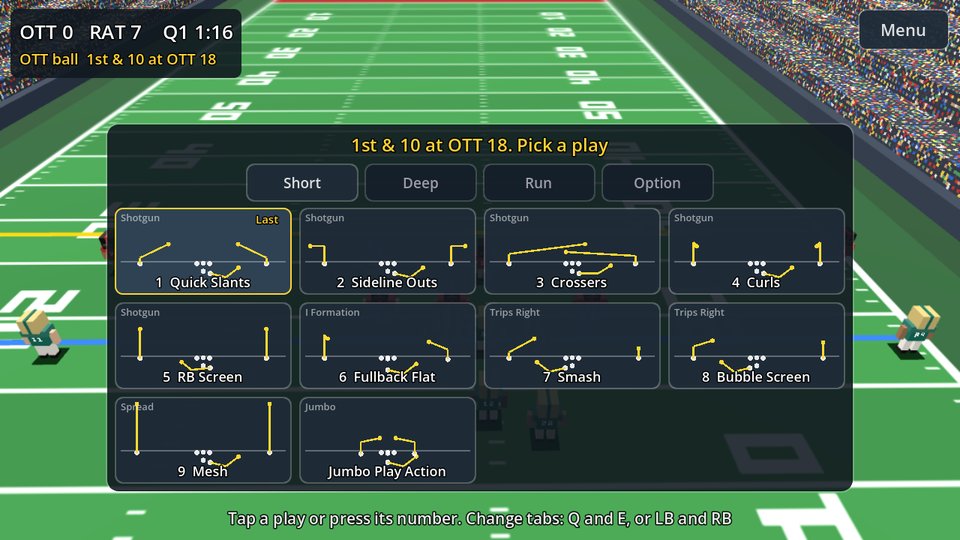 OTT 0 RAT 7 Q1 1:16
OTT ball 1st & 10 at OTT 18
Menu
1st & 10 at OTT 18. Pick a play
Short Deep Run Option
Shotgun Last
1 Quick Slants
Shotgun
2 Sideline Outs
Shotgun
3 Crossers
Shotgun
4 Curls
Shotgun
5 RB Screen
I Formation
6 Fullback Flat
Trips Right
7 Smash
Trips Right
8 Bubble Screen
Spread
9 Mesh
Jumbo
Jumbo Play Action
Tap a play or press its number. Change tabs: Q and E, or LB and RB